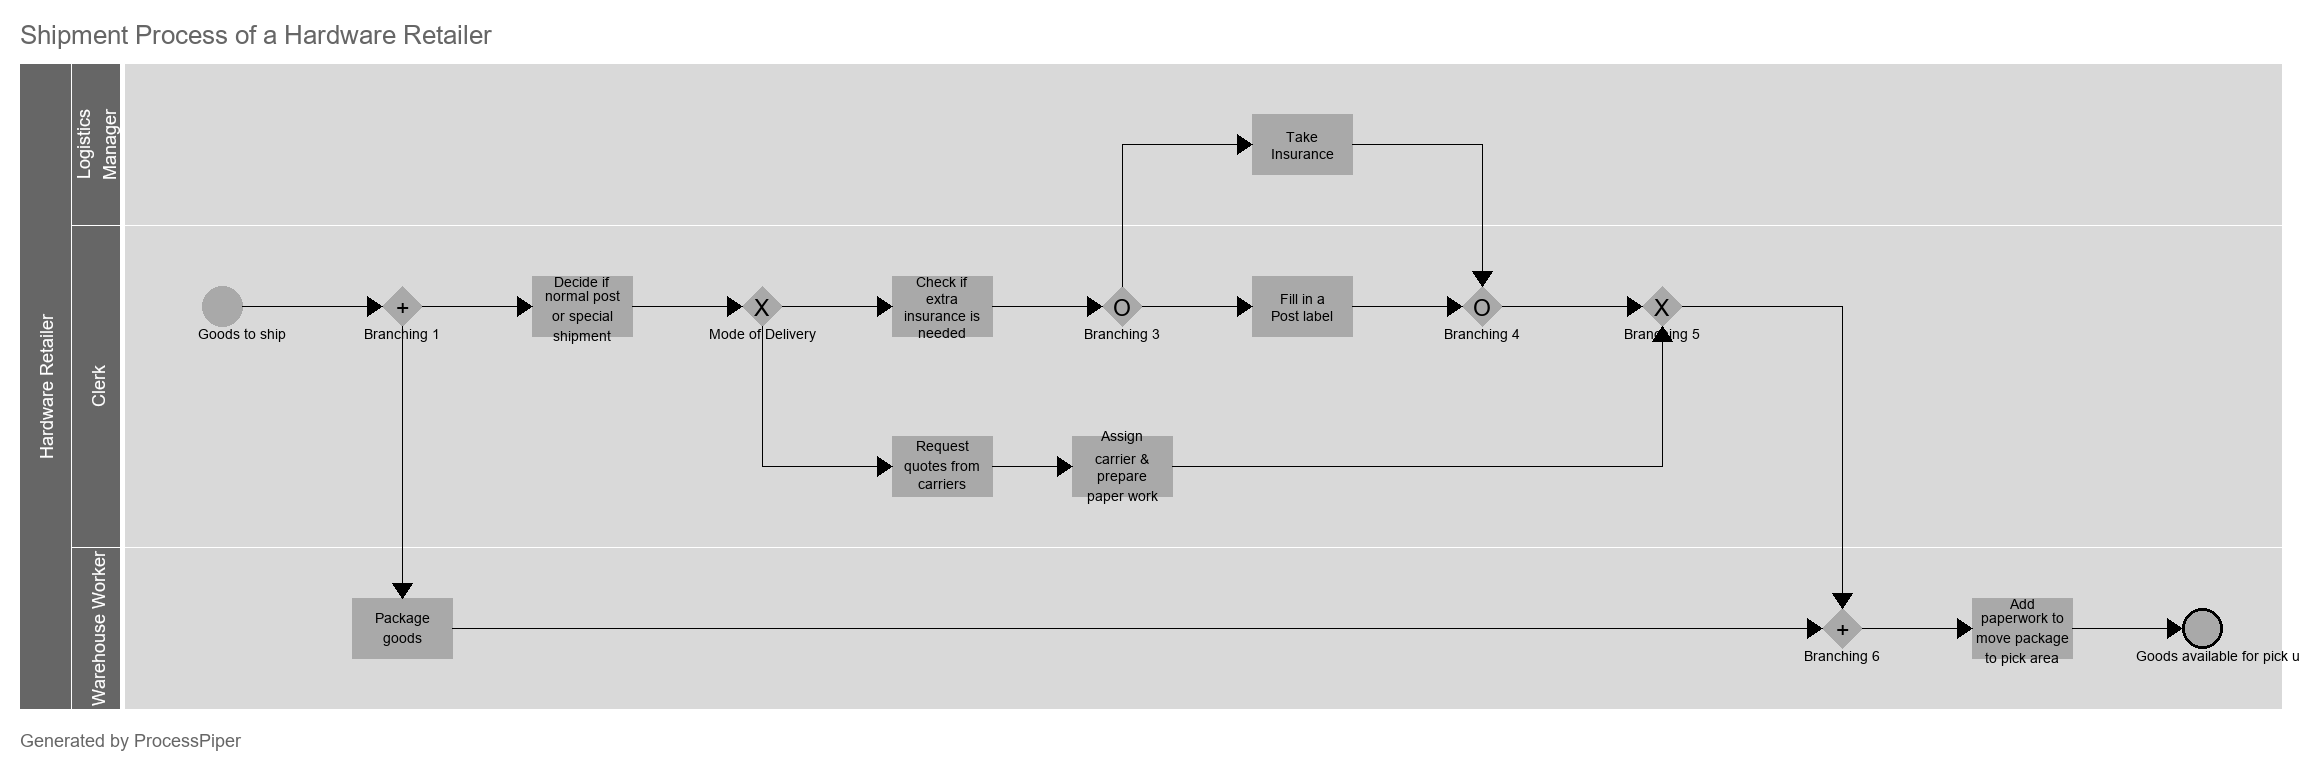 Shipment Process of a Hardware Retailer
Hardware Retailer
Logistics
Manager
Take
Insurance
Clerk
Goods to ship
+
Branching 1
Decide if
normal post
or special
shipment
X
Mode of Delivery
Check if
extra
insurance is
needed
O
Branching 3
Fill in a
Post label
O
Branching 4
X
Branching 5
Request
quotes from
carriers
Assign
carrier &
prepare
paper work
Warehouse Worker
Package
goods
+
Branching 6
Add
paperwork to
move package
to pick area
Goods available for pick u
Generated by ProcessPiper